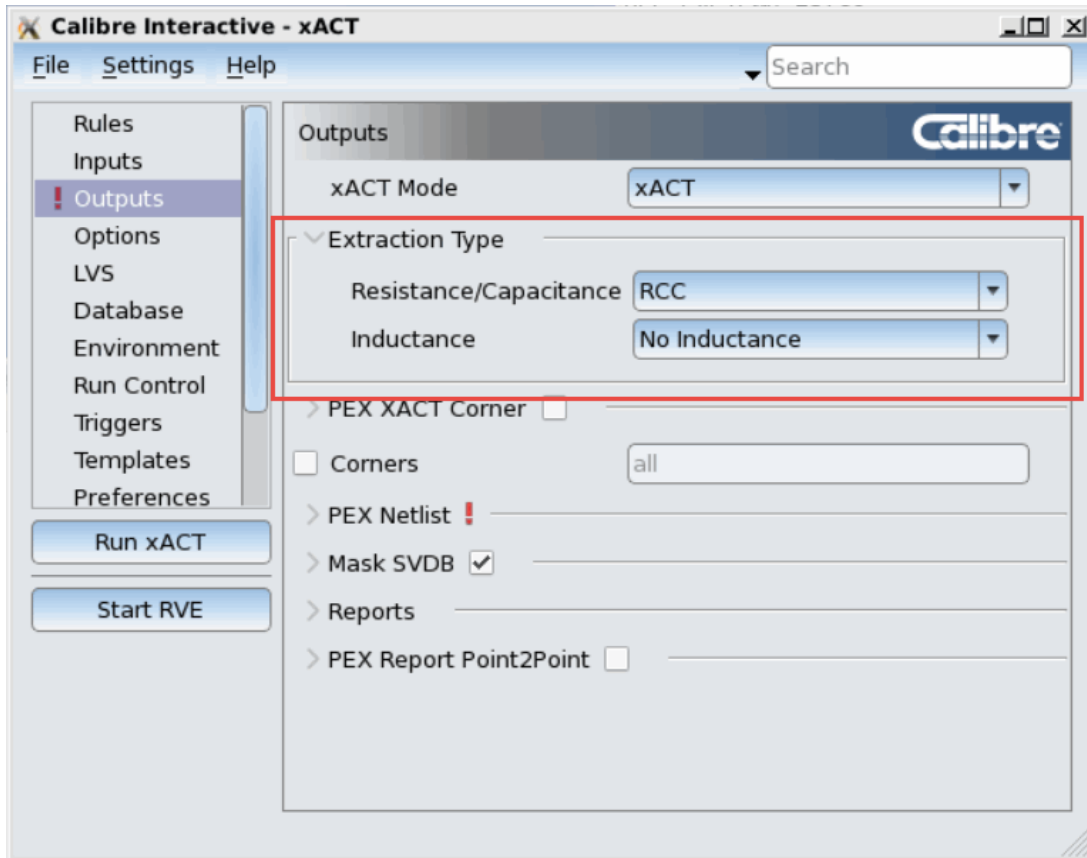 Calibre Interactive - xACT
File Settings Help
Search
Rules
Inputs
! Outputs
Options
LVS
Database
Environment
Run Control
Triggers
Templates
Preferences
Run xACT
Start RVE
Outputs
Calibre
xACT Mode xACT
Extraction Type
Resistance/Capacitance RCC
Inductance No Inductance
PEX XACT Corner
Corners all
PEX Netlist !
Mask SVDB
Reports
PEX Report Point2Point